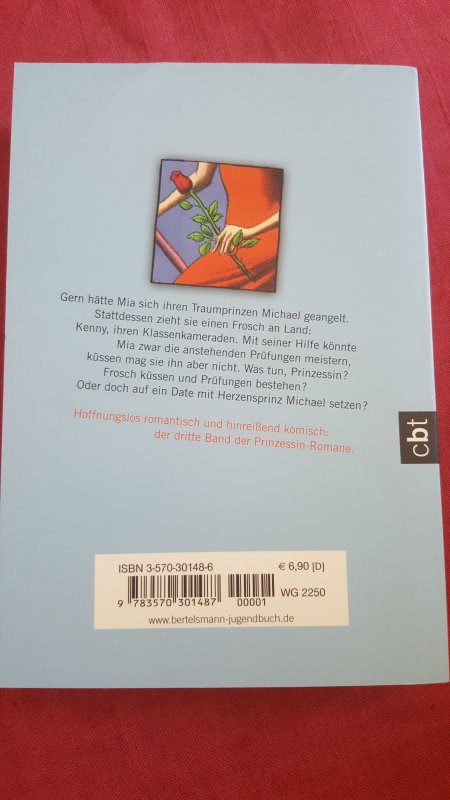 Gern hätte Mia sich ihren Traumprinzen Michael geangelt.
Stattdessen zieht sie einen Frosch an Land:
Kenny, ihren Klassenkameraden. Mit seiner Hilfe könnte
Mia zwar die anstehenden Prüfungen meistern,
küssen mag sie ihn aber nicht. Was tun, Prinzessin?
Frosch küssen und Prüfungen bestehen?
Oder doch auf ein Date mit Herzensprinz Michael setzen?
Hoffnungslos romantisch und hinreißend komisch:
der dritte Band der Prinzessin-Romane.
cbt
ISBN 3-570-30148-6 € 6,90 [D]
9 783570 301487 00001 WG 2250
www.bertelsmann-jugendbuch.de